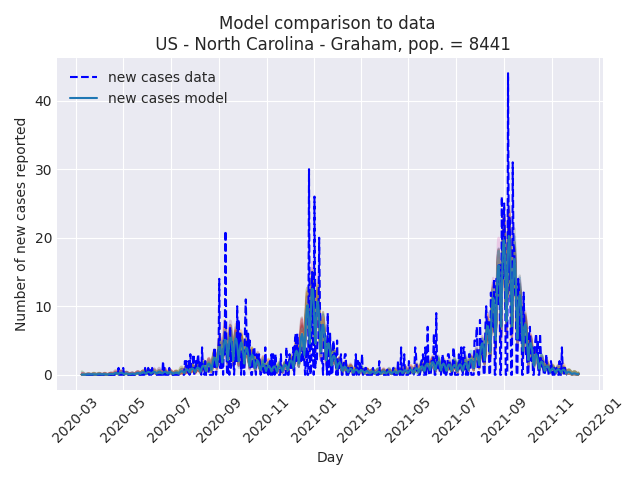 Model comparison to data
US - North Carolina - Graham, pop. = 8441
new cases data
new cases model
Number of new cases reported
40
30
20
10
0
2020-03
2020-05
2020-07
2020-09
2020-11
2021-01
2021-03
2021-05
2021-07
2021-09
2021-11
2022-01
Day